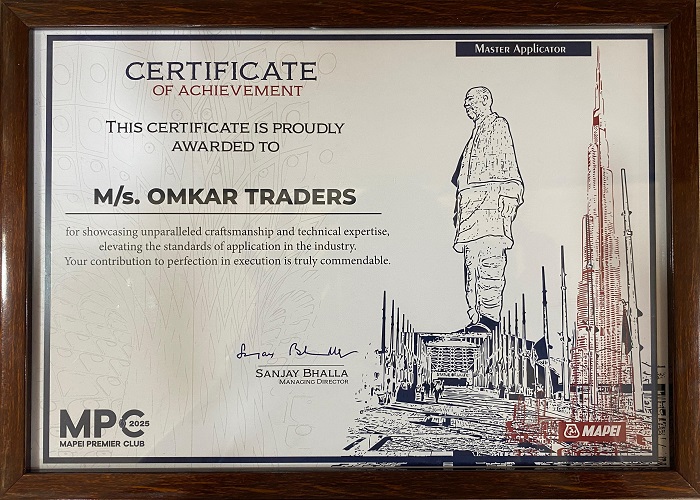 MASTER APPLICATOR
CERTIFICATE
OF ACHIEVEMENT
THIS CERTIFICATE IS PROUDLY
AWARDED TO
M/s. OMKAR TRADERS
for showcasing unparalleled craftsmanship and technical expertise,
elevating the standards of application in the industry.
Your contribution to perfection in execution is truly commendable.
Sanjay Bhalla
SANJAY BHALLA
MANAGING DIRECTOR
MPC 2025
MAPEI PREMIER CLUB
MAPEI